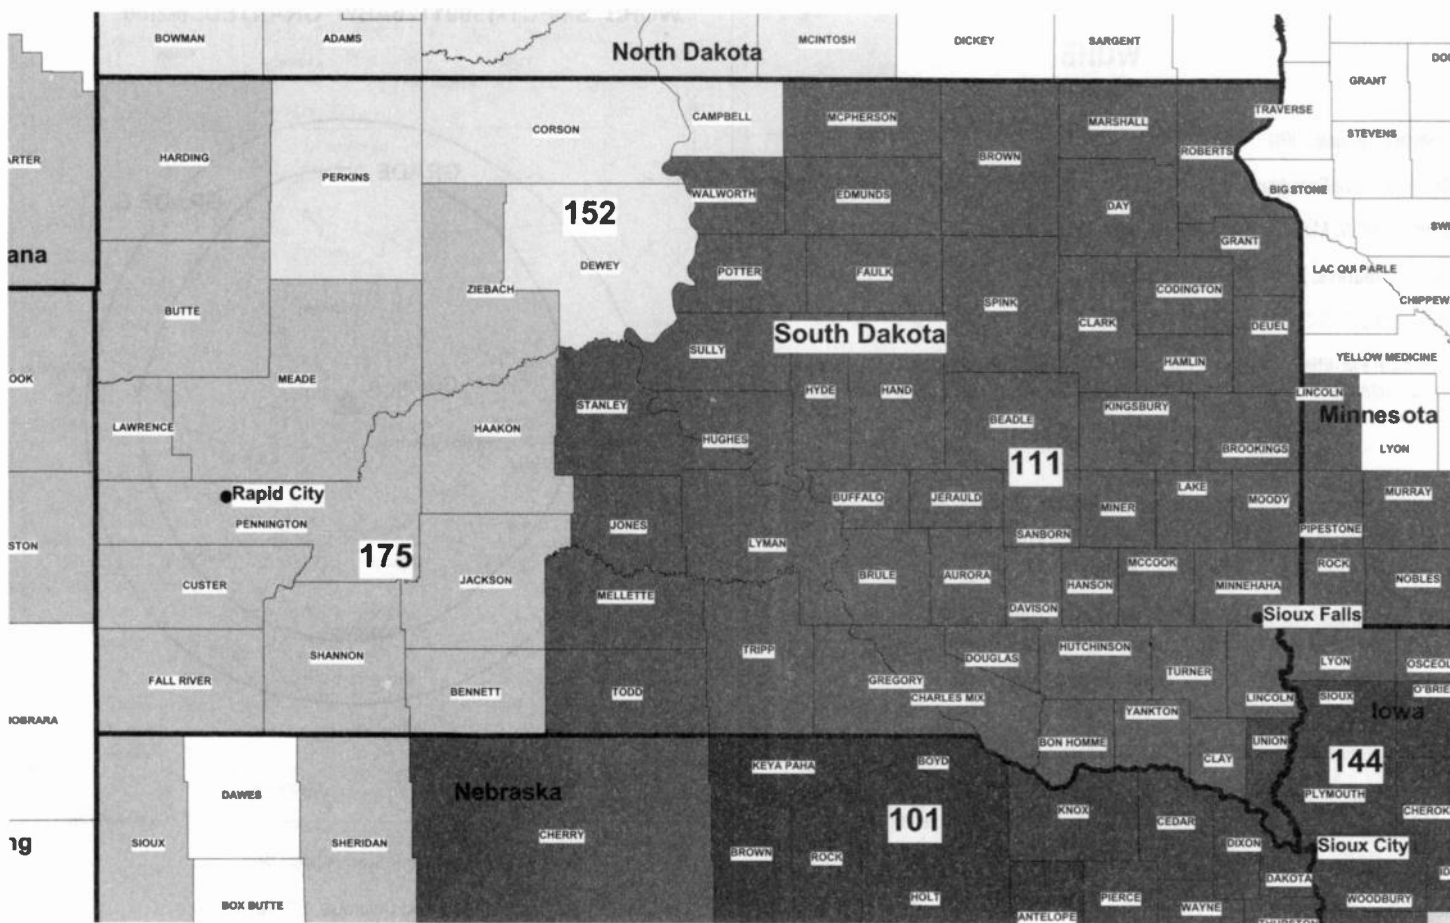 BOWMAN
ADAMS
North Dakota
MCINTOSH
DICKEY
SARGENT
GRANT
TRAVERSE
STEVENS
BIG STONE
ARTER
HARDING
PERKINS
CORSON
CAMPBELL
MCPHERSON
BROWN
MARSHALL
ROBERTS
152
WALWORTH
EDMUNDS
DAY
GRANT
ana
DEWEY
POTTER
FAULK
LAC QUI PARLE
BUTTE
ZIEBACH
SPINK
CODINGTON
CHIPPEW
South Dakota
CLARK
DEUEL
SULLY
HAMLIN
YELLOW MEDICINE
OOK
MEADE
STANLEY
HYDE
HAND
BEADLE
KINGSBURY
LINCOLN
Minnesota
LAWRENCE
HAAKON
HUGHES
111
BROOKINGS
LYON
Rapid City
PENNINGTON
BUFFALO
JERAULD
MINER
LAKE
MOODY
MURRAY
JONES
SANBORN
PIPESTONE
STON
175
LYMAN
CUSTER
JACKSON
MELLETTE
BRULE
AURORA
DAVISON
HANSON
MCCOOK
MINNEHAHA
ROCK
NOBLES
Sioux Falls
SHANNON
TRIPP
DOUGLAS
HUTCHINSON
TURNER
LYON
OSCEOL
FALL RIVER
BENNETT
TODD
GREGORY
CHARLES MIX
LINCOLN
SIOUX
O'BRIE
IOBRARA
YANKTON
Iowa
BON HOMME
CLAY
UNION
KEYA PAHA
BOYD
144
DAWES
Nebraska
KNOX
PLYMOUTH
CHEROK
SIOUX
SHERIDAN
CHERRY
101
CEDAR
DIXON
Sioux City
BROWN
ROCK
DAKOTA
BOX BUTTE
HOLT
PIERCE
WAYNE
WOODBURY
ANTELOPE